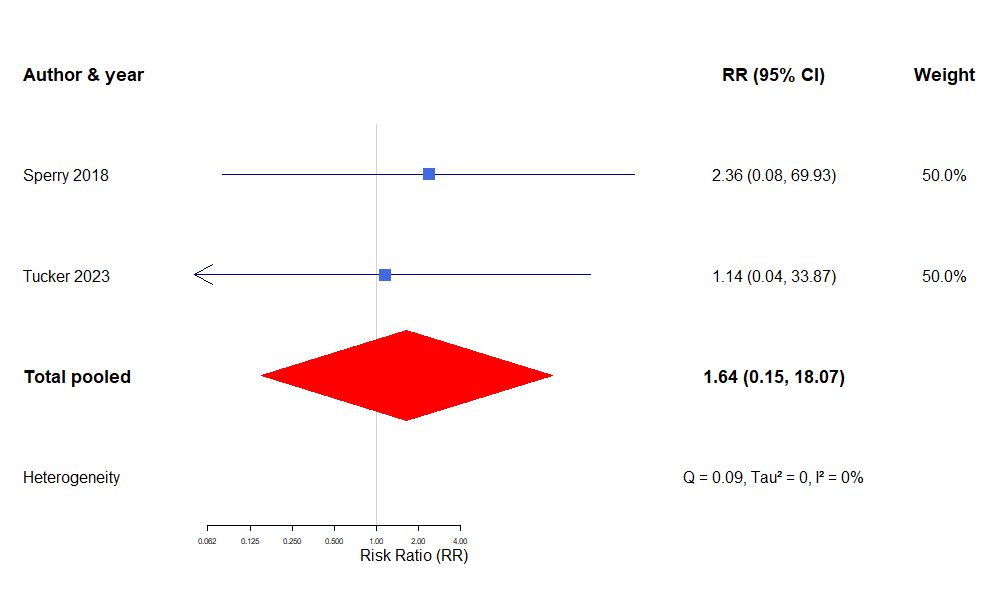 Author & year RR (95% CI) Weight
Sperry 2018 2.36 (0.08, 69.93) 50.0%
Tucker 2023 1.14 (0.04, 33.87) 50.0%
Total pooled 1.64 (0.15, 18.07)
Heterogeneity Q = 0.09, Tau² = 0, I² = 0%
0.062 0.125 0.250 0.500 1.00 2.00 4.00
Risk Ratio (RR)